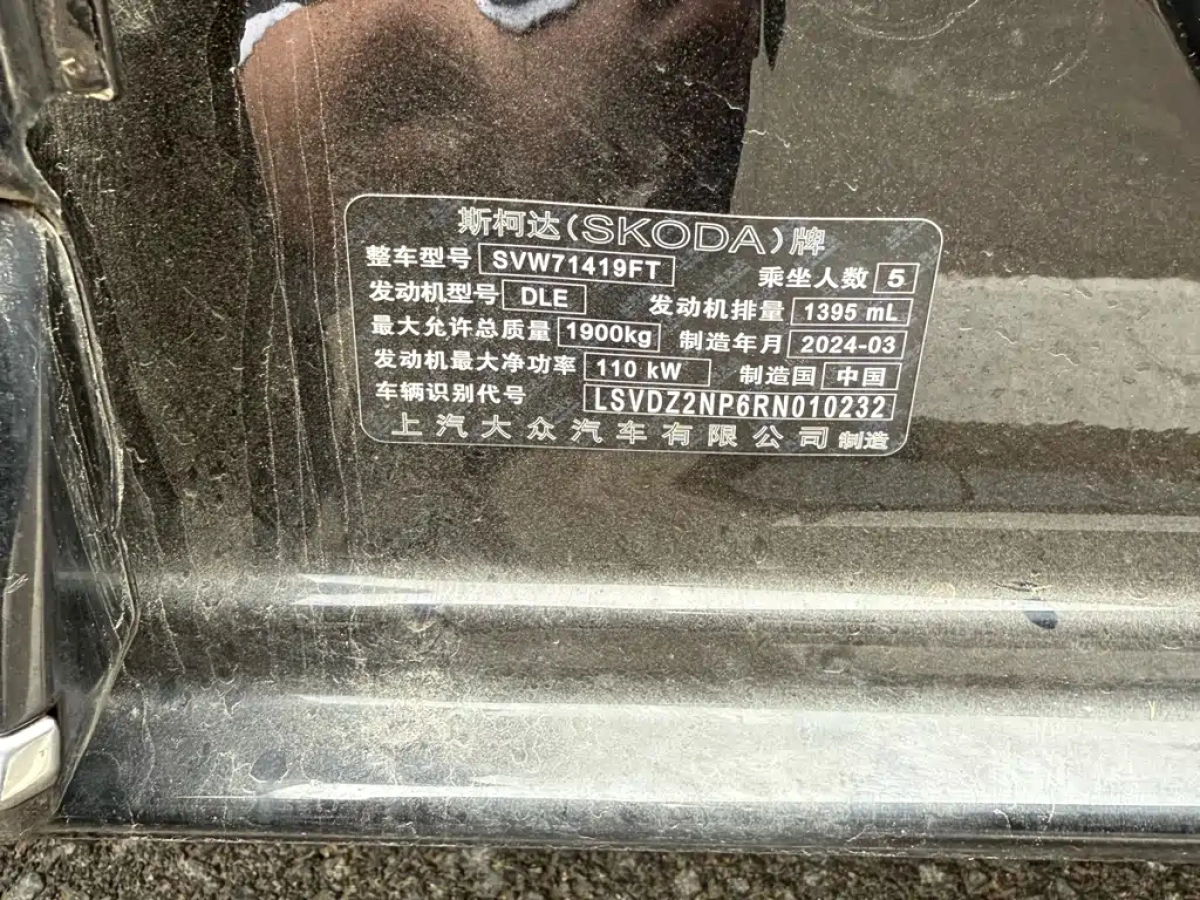 斯柯达(SKODA)牌
整车型号 SVW71419FT 乘坐人数 5
发动机型号 DLE 发动机排量 1395 mL
最大允许总质量 1900kg 制造年月 2024-03
发动机最大净功率 110 kW 制造国 中国
车辆识别代号 LSVDZ2NP6RN010232
上汽大众汽车有限公司制造